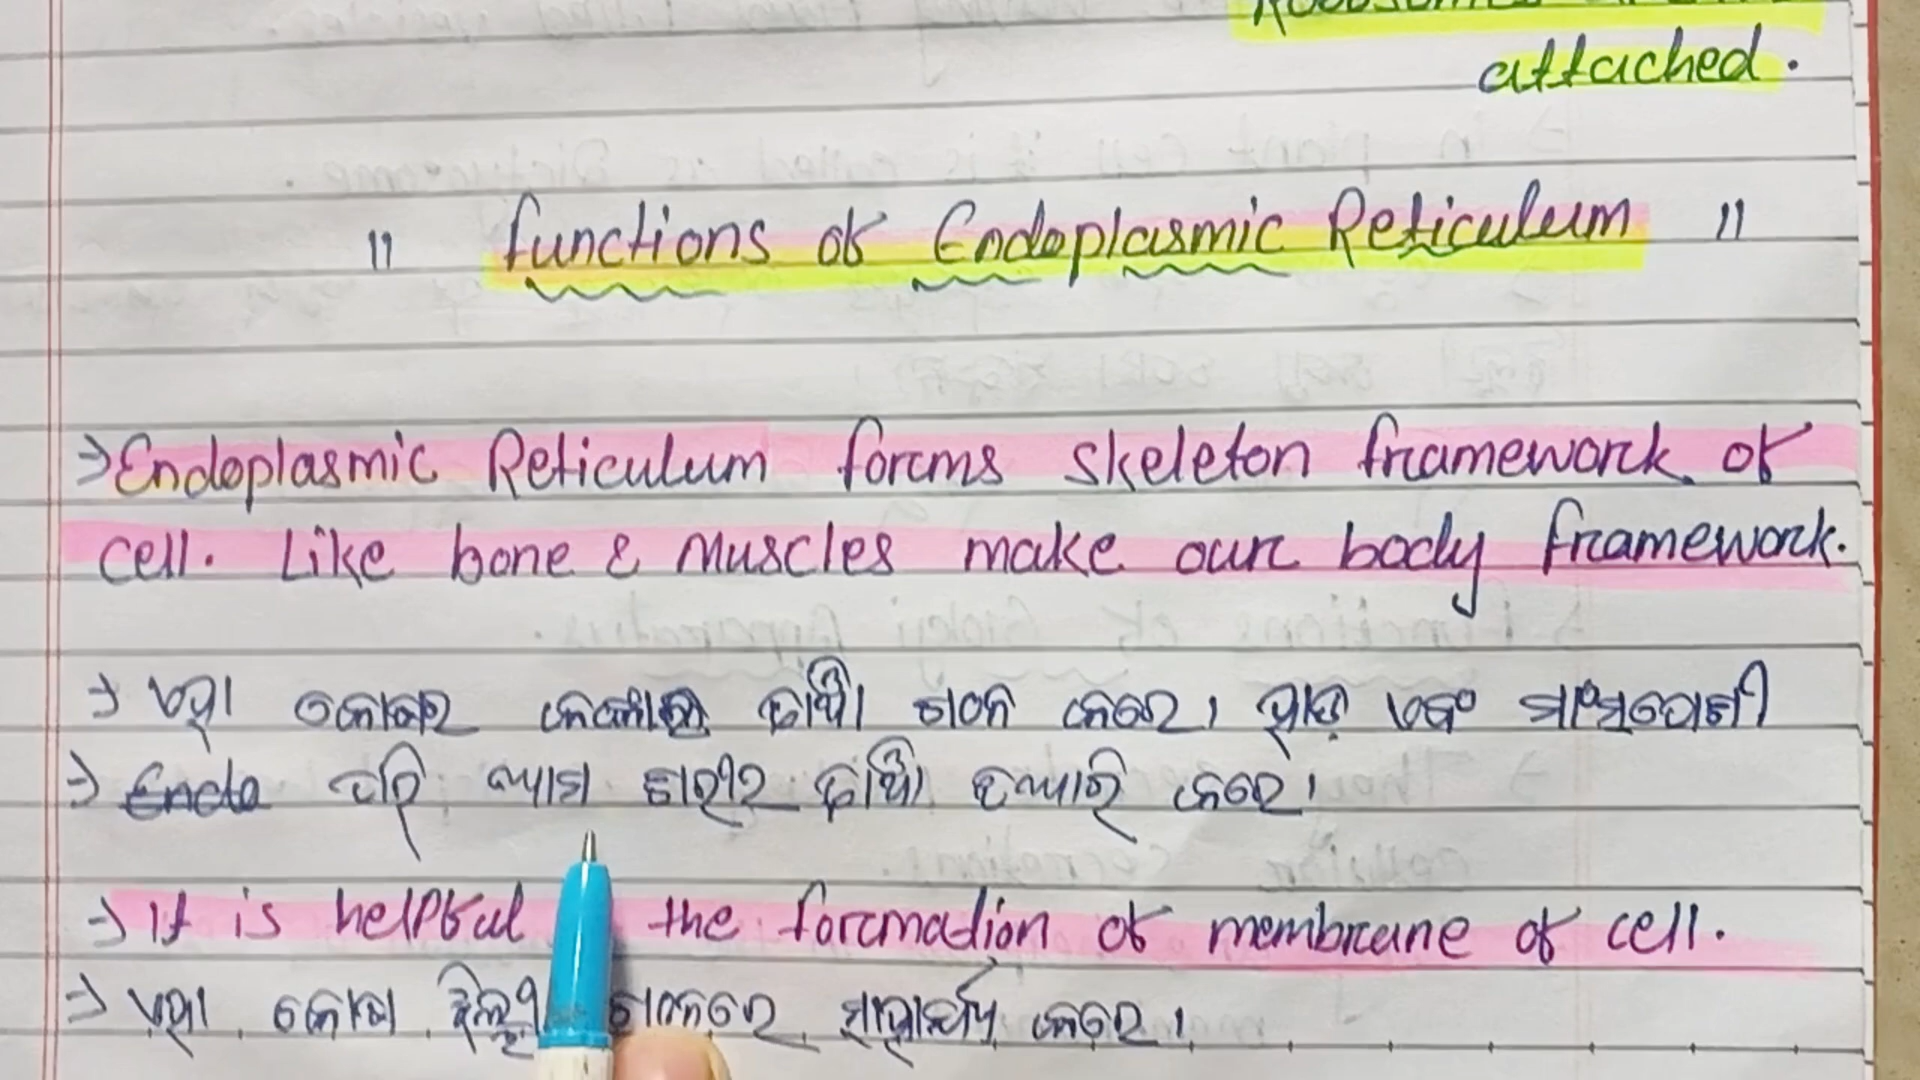 attached.
" functions of Endoplasmic Reticulum "
→ Endoplasmic Reticulum forms skeleton framework of
cell. Like bone & Muscles make our body framework.
→ ଏହା କୋଷର କଙ୍କାଳ ଢାଞ୍ଚା ଗଠନ କରେ। ହାଡ଼ ଏବଂ ମାଂସପେଶୀ
→ ପରି ଆମ ଶରୀର ଢାଞ୍ଚା ତଆରି କରେ।
→ It is helpful the formation of membrane of cell.
→ ଏହା କୋଷ ଝିଲ୍ଲୀ ଗଠନରେ ସାହାର୍ଯ୍ୟ କରେ।